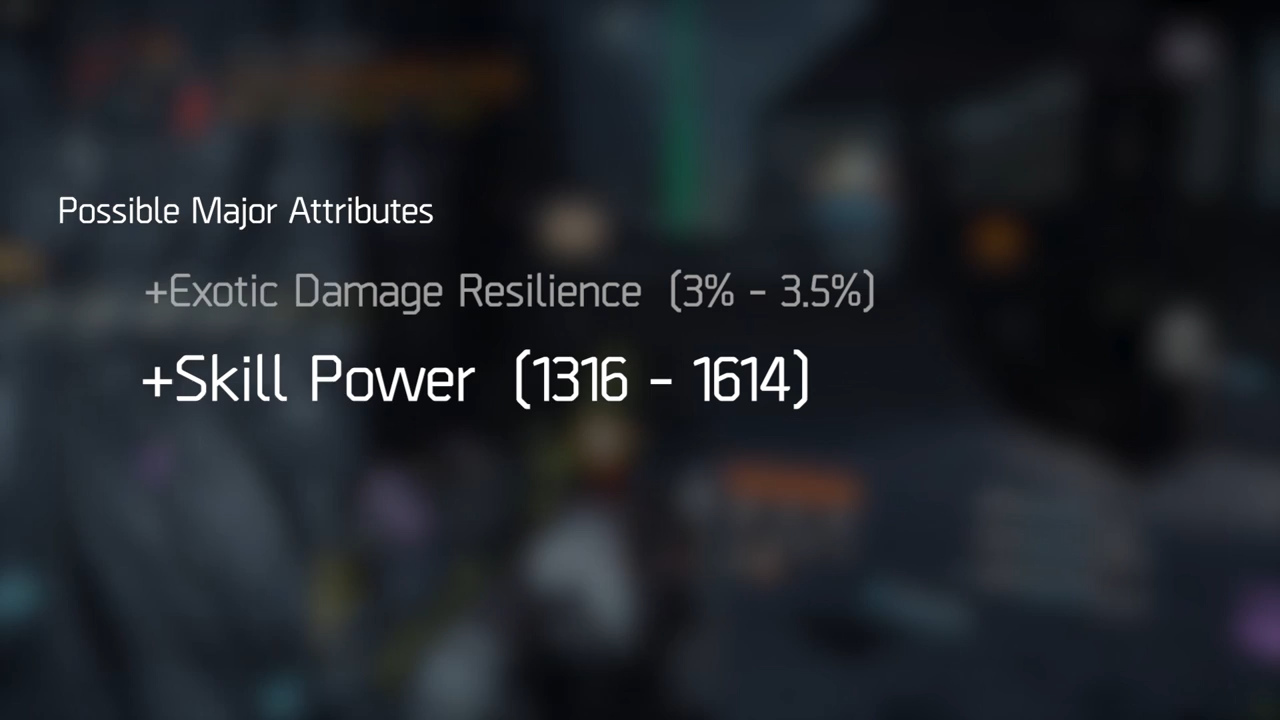 Possible Major Attributes
+Exotic Damage Resilience (3% - 3.5%)
+Skill Power (1316 - 1614)